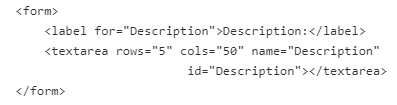 <form>
    <label for="Description">Description:</label>
    <textarea rows="5" cols="50" name="Description"
                        id="Description"></textarea>
</form>